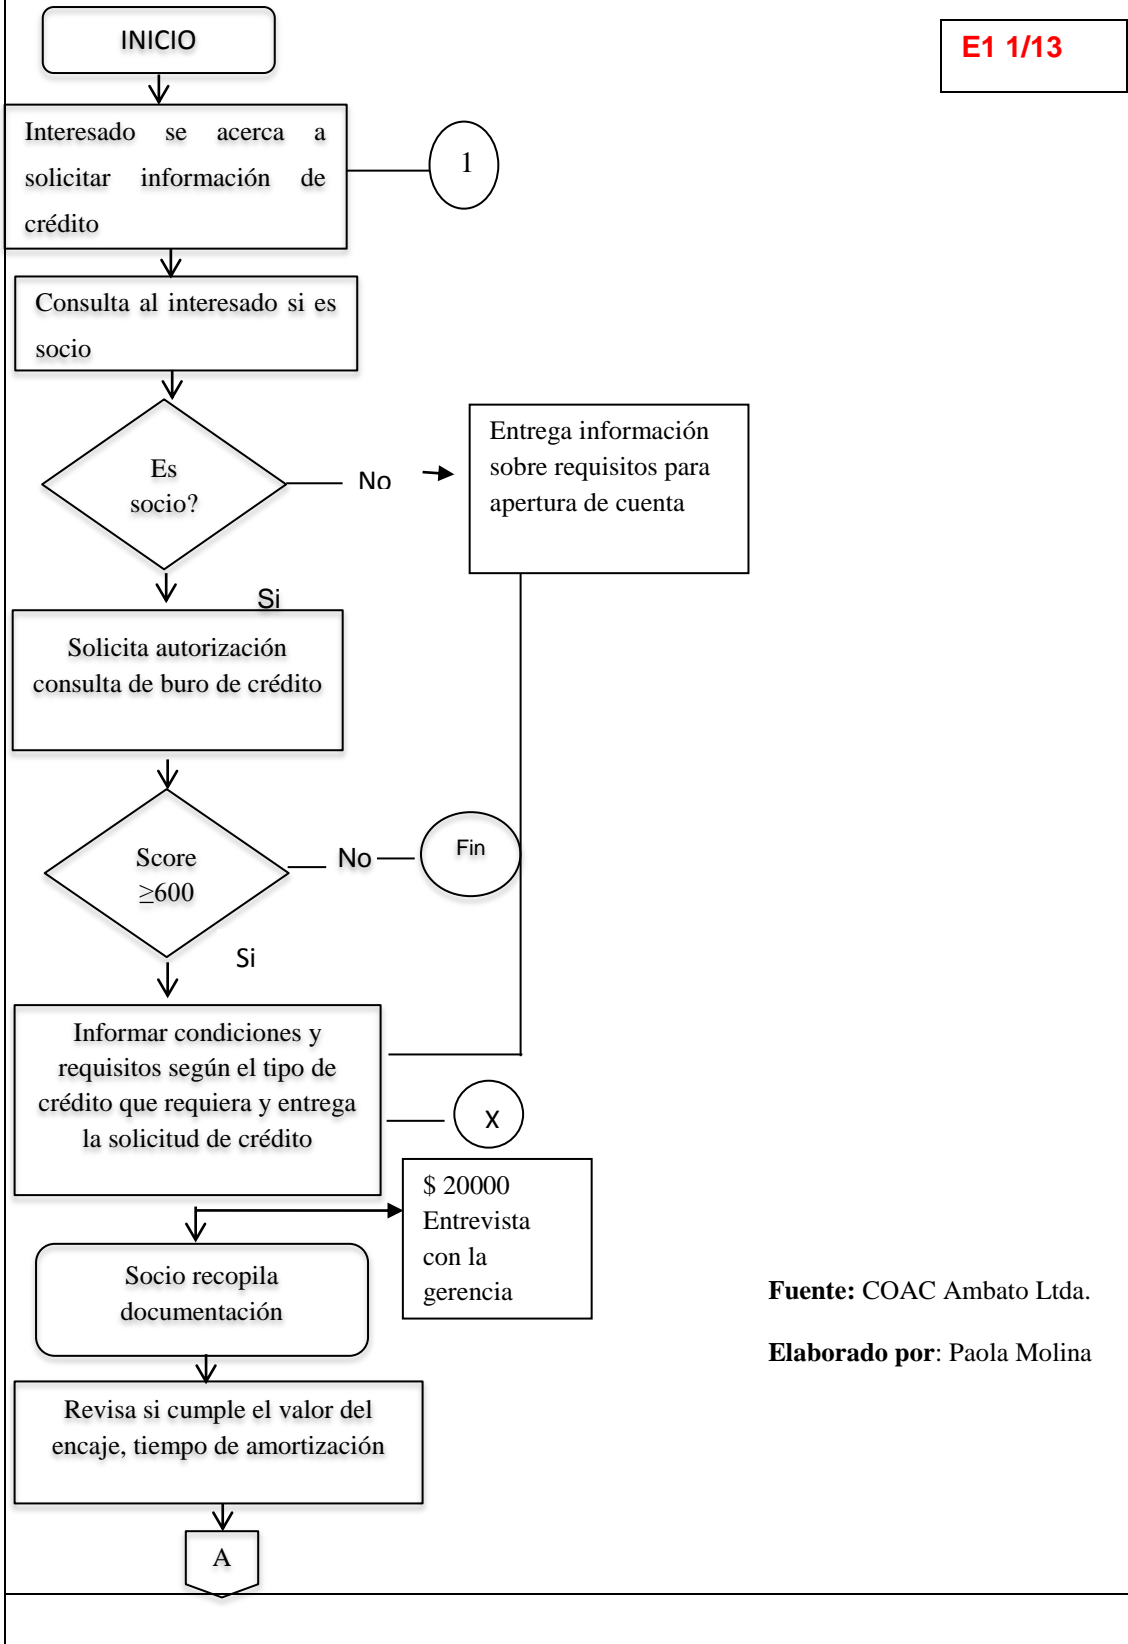 INICIO
E1 1/13
Interesado se acerca a
solicitar información de
crédito
1
Consulta al interesado si es
socio
Es
socio?
No
Entrega información
sobre requisitos para
apertura de cuenta
Si
Solicita autorización
consulta de buro de crédito
Score
≥600
No
Fin
Si
Informar condiciones y
requisitos según el tipo de
crédito que requiera y entrega
la solicitud de crédito
X
$ 20000
Entrevista
con la
gerencia
Socio recopila
documentación
Fuente: COAC Ambato Ltda.
Elaborado por: Paola Molina
Revisa si cumple el valor del
encaje, tiempo de amortización
A